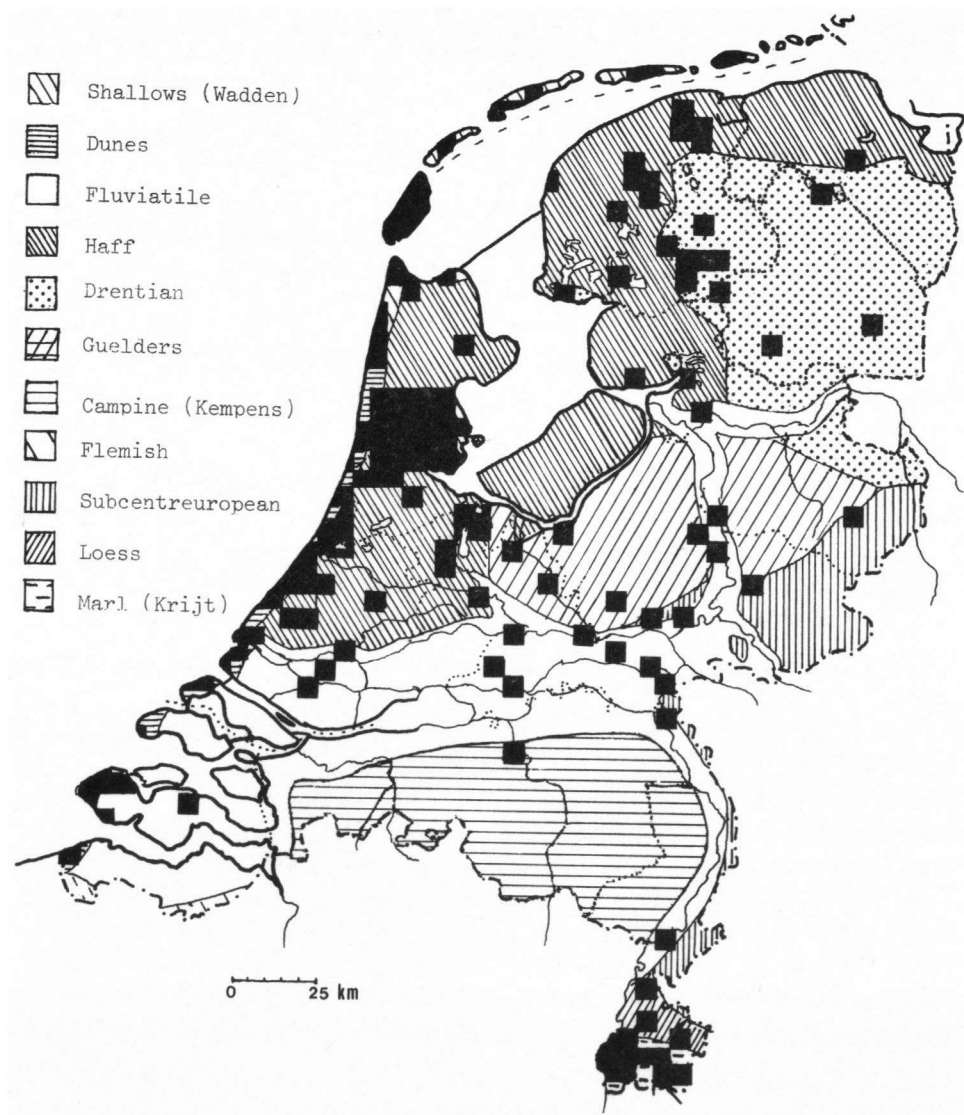 Shallows (Wadden)
Dunes
Fluviatile
Haff
Drentian
Guelders
Campine (Kempens)
Flemish
Subcentreuropean
Loess
Marl (Krijt)
0 25 km